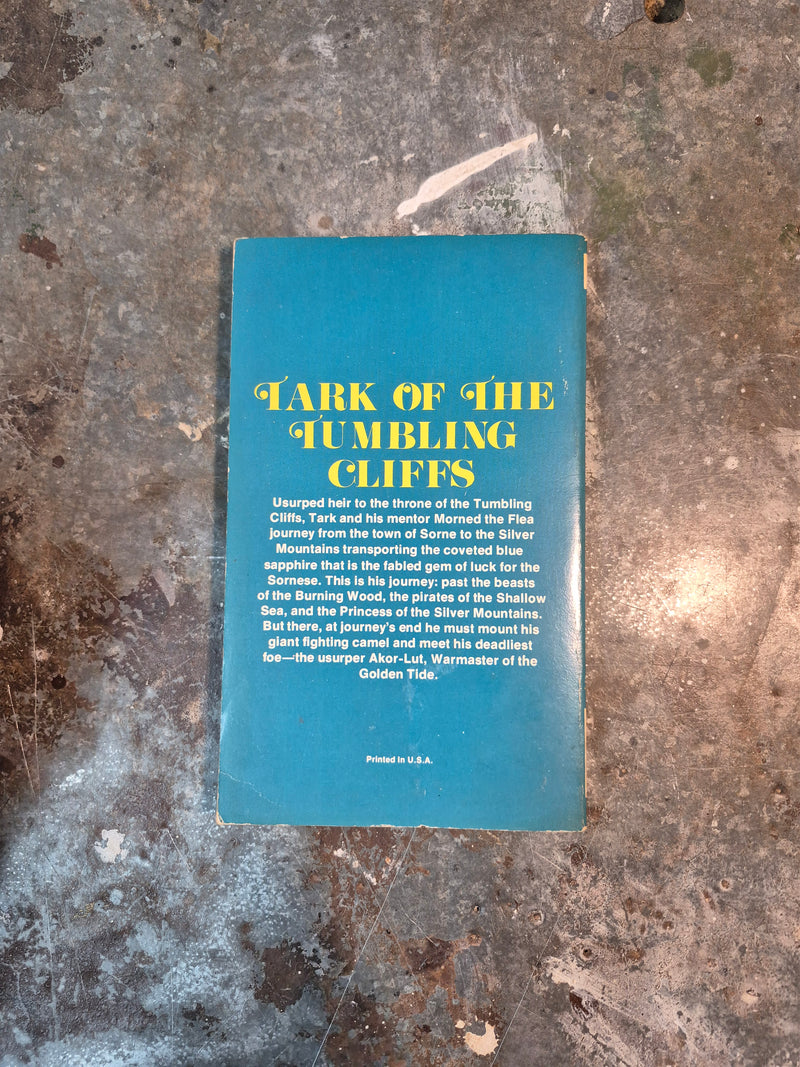 TARK OF THE
TUMBLING
CLIFFS
Usurped heir to the throne of the Tumbling
Cliffs, Tark and his mentor Morned the Flea
journey from the town of Sorne to the Silver
Mountains transporting the coveted blue
sapphire that is the fabled gem of luck for the
Sornese. This is his journey: past the beasts
of the Burning Wood, the pirates of the Shallow
Sea, and the Princess of the Silver Mountains.
But there, at journey's end he must mount his
giant fighting camel and meet his deadliest
foe—the usurper Akor-Lut, Warmaster of the
Golden Tide.
Printed in U.S.A.